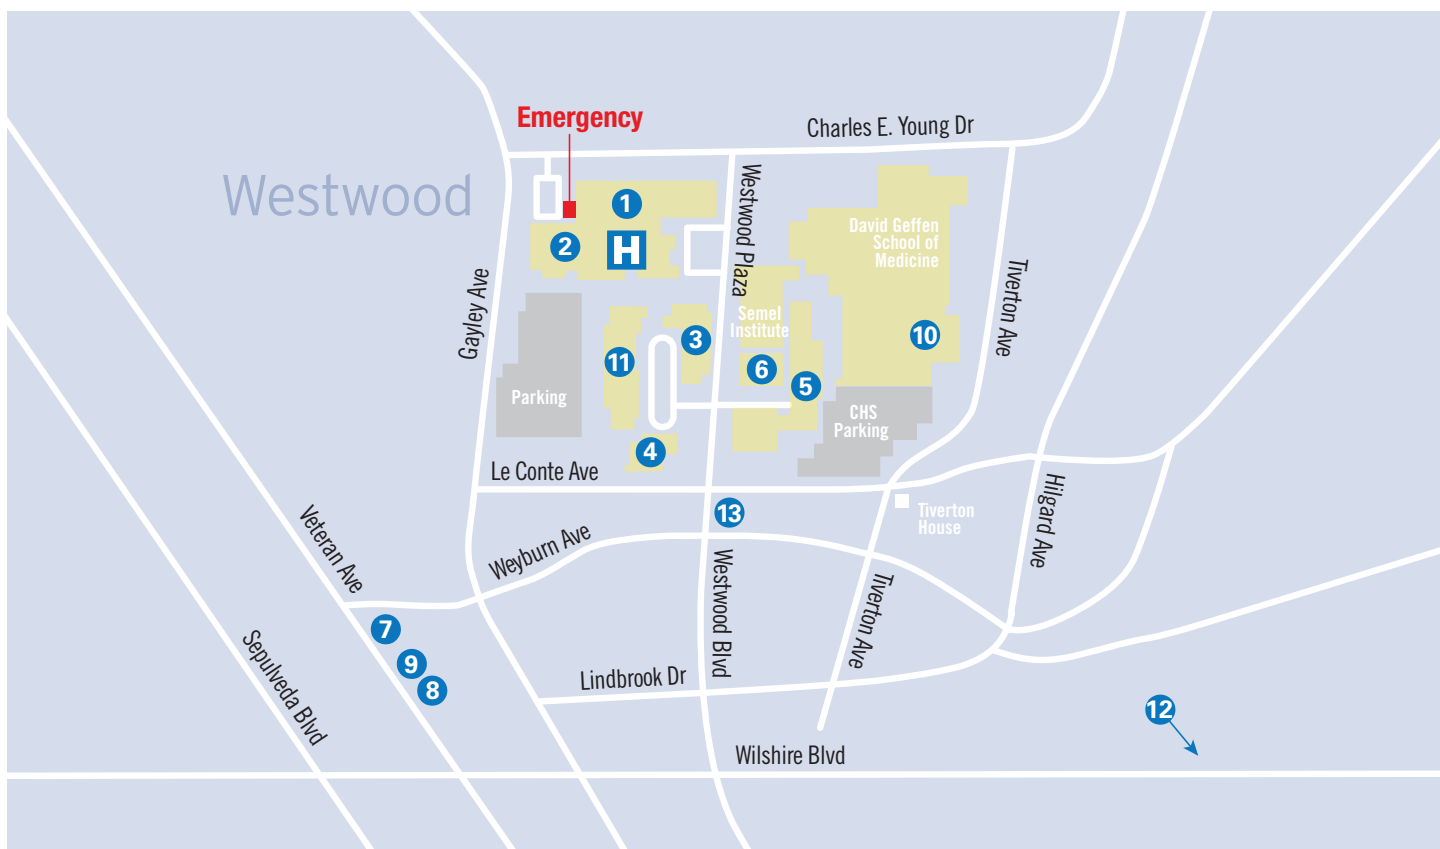 Emergency
Charles E. Young Dr
Westwood
1
2
H
Westwood Plaza
David Geffen
School of
Medicine
Tiverton Ave
Gayley Ave
Semel
Institute
3
10
11
6
5
Parking
CHS
Parking
4
Le Conte Ave
13
Tiverton
House
Hilgard Ave
Veteran Ave
Weyburn Ave
Westwood Blvd
Tiverton Ave
7
9
8
Sepulveda Blvd
Lindbrook Dr
12
Wilshire Blvd